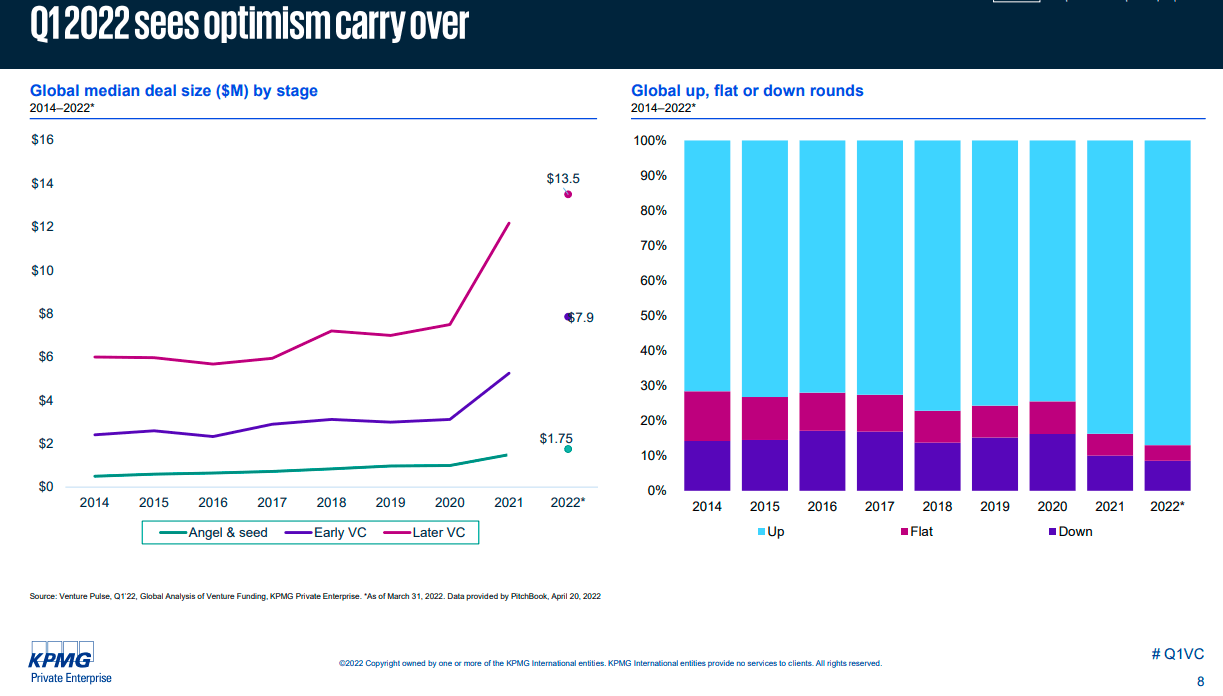 Q1 2022 sees optimism carry over
Global median deal size ($M) by stage
2014–2022*
$16
$14
$12
$10
$8
$6
$4
$2
$0
$13.5
$7.9
$1.75
2014 2015 2016 2017 2018 2019 2020 2021 2022*
Angel & seed Early VC Later VC
Global up, flat or down rounds
2014–2022*
100%
90%
80%
70%
60%
50%
40%
30%
20%
10%
0%
2014 2015 2016 2017 2018 2019 2020 2021 2022*
Up Flat Down
Source: Venture Pulse, Q1'22, Global Analysis of Venture Funding, KPMG Private Enterprise. *As of March 31, 2022. Data provided by PitchBook, April 20, 2022
KPMG
Private Enterprise
©2022 Copyright owned by one or more of the KPMG International entities. KPMG International entities provide no services to clients. All rights reserved.
# Q1VC
8